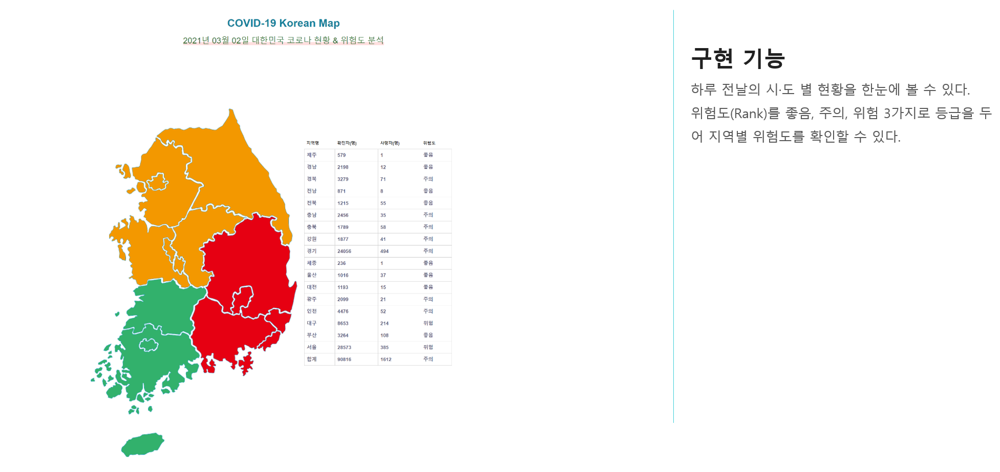 COVID-19 Korean Map
2021년 03월 02일 대한민국 코로나 현황 & 위험도 분석
지역명 확진자(명) 사망자(명) 위험도
제주 579 1 좋음
경남 2198 12 좋음
경북 3279 71 주의
전남 871 8 좋음
전북 1215 55 좋음
충남 2456 35 주의
충북 1789 58 주의
강원 1877 41 주의
경기 24056 494 주의
세종 236 1 좋음
울산 1016 37 좋음
대전 1193 15 좋음
광주 2099 21 주의
인천 4476 52 주의
대구 8653 214 위험
부산 3264 108 좋음
서울 28573 385 위험
합계 90816 1612 주의
구현 기능
하루 전날의 시·도 별 현황을 한눈에 볼 수 있다.
위험도(Rank)를 좋음, 주의, 위험 3가지로 등급을 두
어 지역별 위험도를 확인할 수 있다.